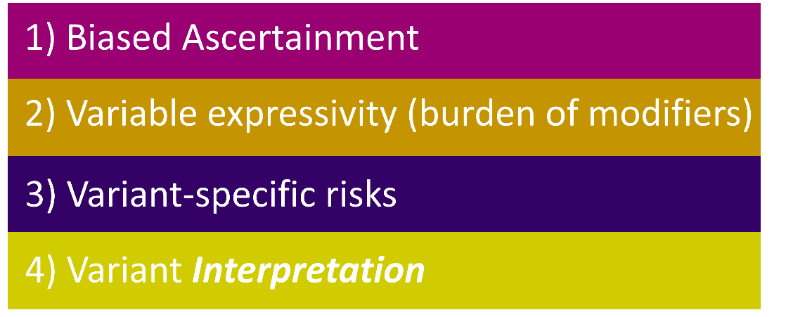 1) Biased Ascertainment
2) Variable expressivity (burden of modifiers)
3) Variant-specific risks
4) Variant Interpretation